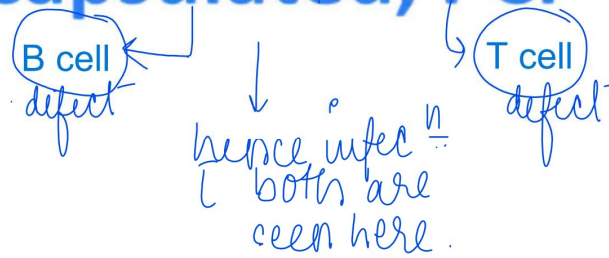 B cell
defect
T cell
defect
hence infecⁿ
c̄ both are
seen here.